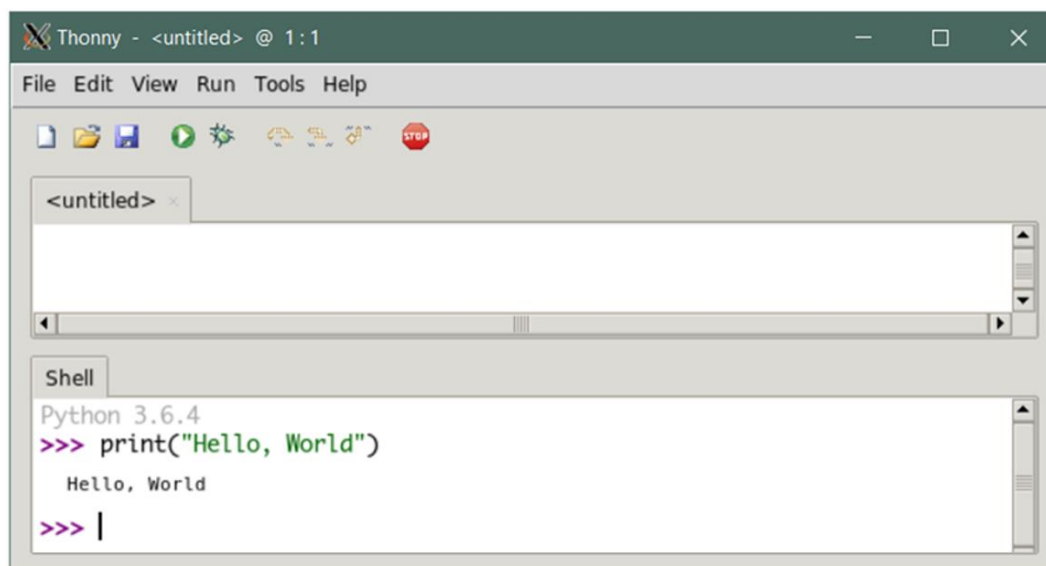 Thonny - <untitled> @ 1:1
File Edit View Run Tools Help
STOP
<untitled>
Shell
Python 3.6.4
>>> print("Hello, World")
Hello, World
>>>